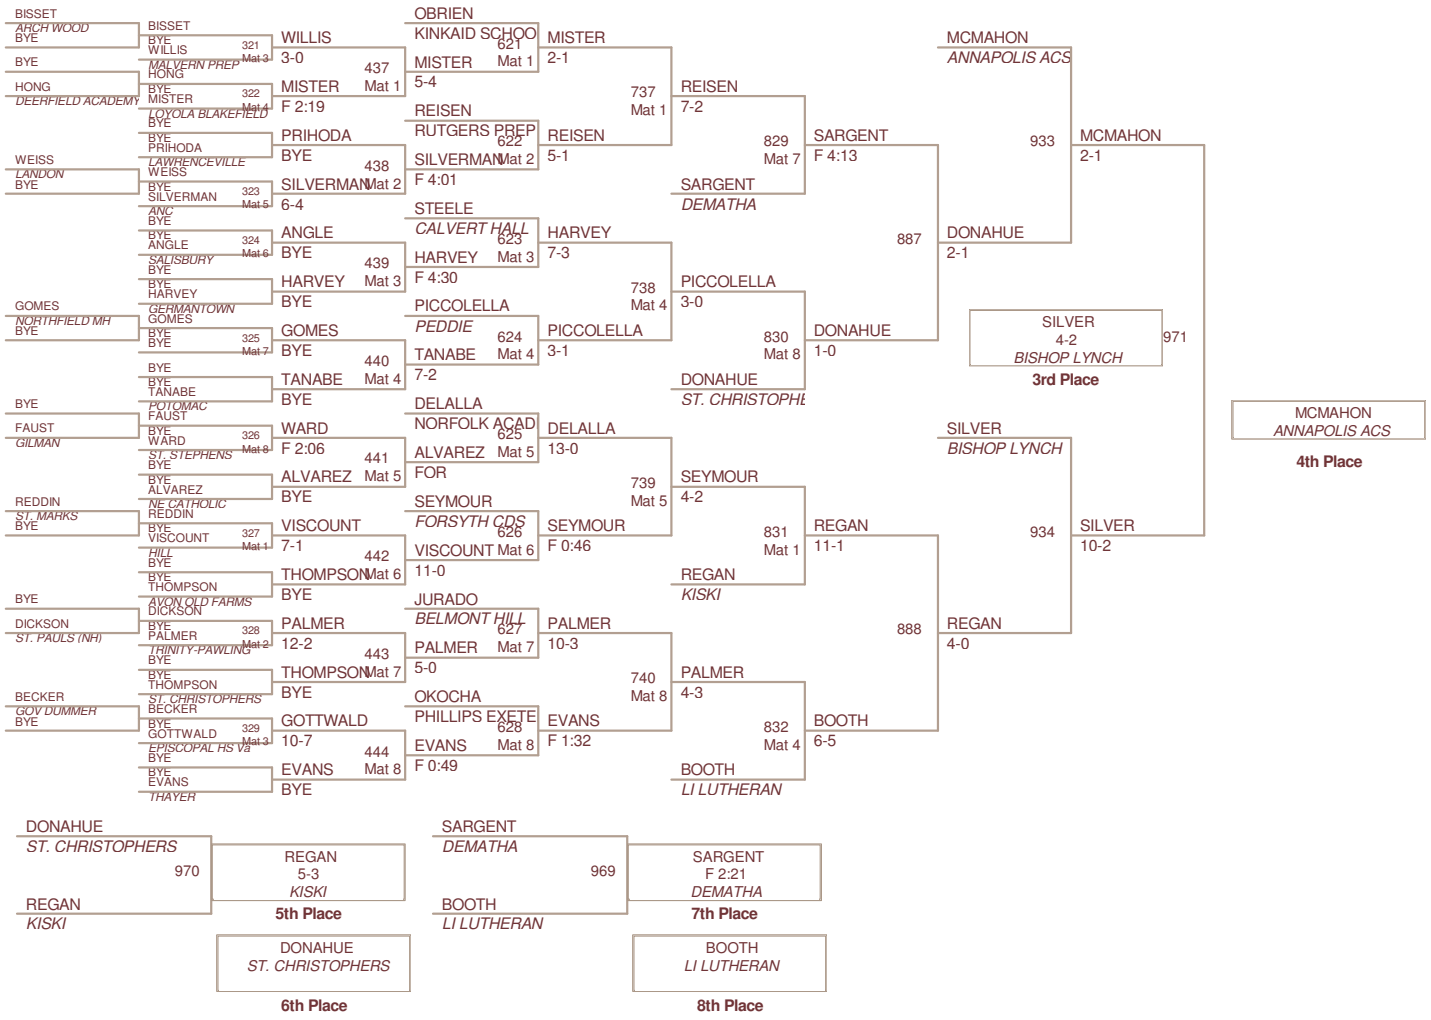 BISSET
ARCH WOOD
BYE
BYE
HONG
DEERFIELD ACADEMY
WEISS
LANDON
BYE
GOMES
NORTHFIELD MH
BYE
BYE
FAUST
GILMAN
REDDIN
ST. MARKS
BYE
BYE
DICKSON
ST. PAULS (NH)
BECKER
GOV DUMMER
BYE
BISSET
BYE
WILLIS
321
Mat 3
MALVERN PREP
HONG
BYE
MISTER
322
Mat 4
LOYOLA BLAKEFIELD
BYE
BYE
PRIHODA
LAWRENCEVILLE
WEISS
BYE
SILVERMAN
323
Mat 5
ANC
BYE
BYE
ANGLE
324
Mat 6
SALISBURY
BYE
BYE
HARVEY
GERMANTOWN
GOMES
BYE
BYE
325
Mat 7
BYE
BYE
TANABE
POTOMAC
FAUST
BYE
WARD
326
Mat 8
ST. STEPHENS
BYE
BYE
ALVAREZ
NE CATHOLIC
REDDIN
BYE
VISCOUNT
327
Mat 1
HILL
BYE
BYE
THOMPSON
AVON OLD FARMS
DICKSON
BYE
PALMER
328
Mat 2
TRINITY-PAWLING
BYE
BYE
THOMPSON
ST. CHRISTOPHERS
BECKER
BYE
GOTTWALD
329
Mat 3
EPISCOPAL HS Va
BYE
BYE
EVANS
THAYER
WILLIS
3-0
437
Mat 1
MISTER
F 2:19
PRIHODA
BYE
438
Mat 2
SILVERMAN
6-4
ANGLE
BYE
439
Mat 3
HARVEY
BYE
GOMES
BYE
440
Mat 4
TANABE
BYE
WARD
F 2:06
441
Mat 5
ALVAREZ
BYE
VISCOUNT
7-1
442
Mat 6
THOMPSON
BYE
PALMER
12-2
443
Mat 7
THOMPSON
BYE
GOTTWALD
10-7
444
Mat 8
EVANS
BYE
OBRIEN
KINKAID SCHOO
621
Mat 1
MISTER
5-4
REISEN
RUTGERS PREP
622
Mat 2
SILVERMAN
F 4:01
STEELE
CALVERT HALL
623
Mat 3
HARVEY
F 4:30
PICCOLELLA
PEDDIE
624
Mat 4
TANABE
7-2
DELALLA
NORFOLK ACAD
625
Mat 5
ALVAREZ
FOR
SEYMOUR
FORSYTH CDS
626
Mat 6
VISCOUNT
11-0
JURADO
BELMONT HILL
627
Mat 7
PALMER
5-0
OKOCHA
PHILLIPS EXETE
628
Mat 8
EVANS
F 0:49
MISTER
2-1
737
Mat 1
REISEN
5-1
HARVEY
7-3
738
Mat 4
PICCOLELLA
3-1
DELALLA
13-0
739
Mat 5
SEYMOUR
F 0:46
PALMER
10-3
740
Mat 8
EVANS
F 1:32
REISEN
7-2
829
Mat 7
SARGENT
DEMATHA
PICCOLELLA
3-0
830
Mat 8
DONAHUE
ST. CHRISTOPHE
SEYMOUR
4-2
831
Mat 1
REGAN
KISKI
PALMER
4-3
832
Mat 4
BOOTH
LI LUTHERAN
SARGENT
F 4:13
887
DONAHUE
1-0
REGAN
11-1
888
BOOTH
6-5
MCMAHON
ANNAPOLIS ACS
933
DONAHUE
2-1
SILVER
BISHOP LYNCH
934
REGAN
4-0
MCMAHON
2-1
SILVER
10-2
SILVER
4-2
BISHOP LYNCH
971
3rd Place
MCMAHON
ANNAPOLIS ACS
4th Place
DONAHUE
ST. CHRISTOPHERS
970
REGAN
KISKI
REGAN
5-3
KISKI
5th Place
DONAHUE
ST. CHRISTOPHERS
6th Place
SARGENT
DEMATHA
969
BOOTH
LI LUTHERAN
SARGENT
F 2:21
DEMATHA
7th Place
BOOTH
LI LUTHERAN
8th Place